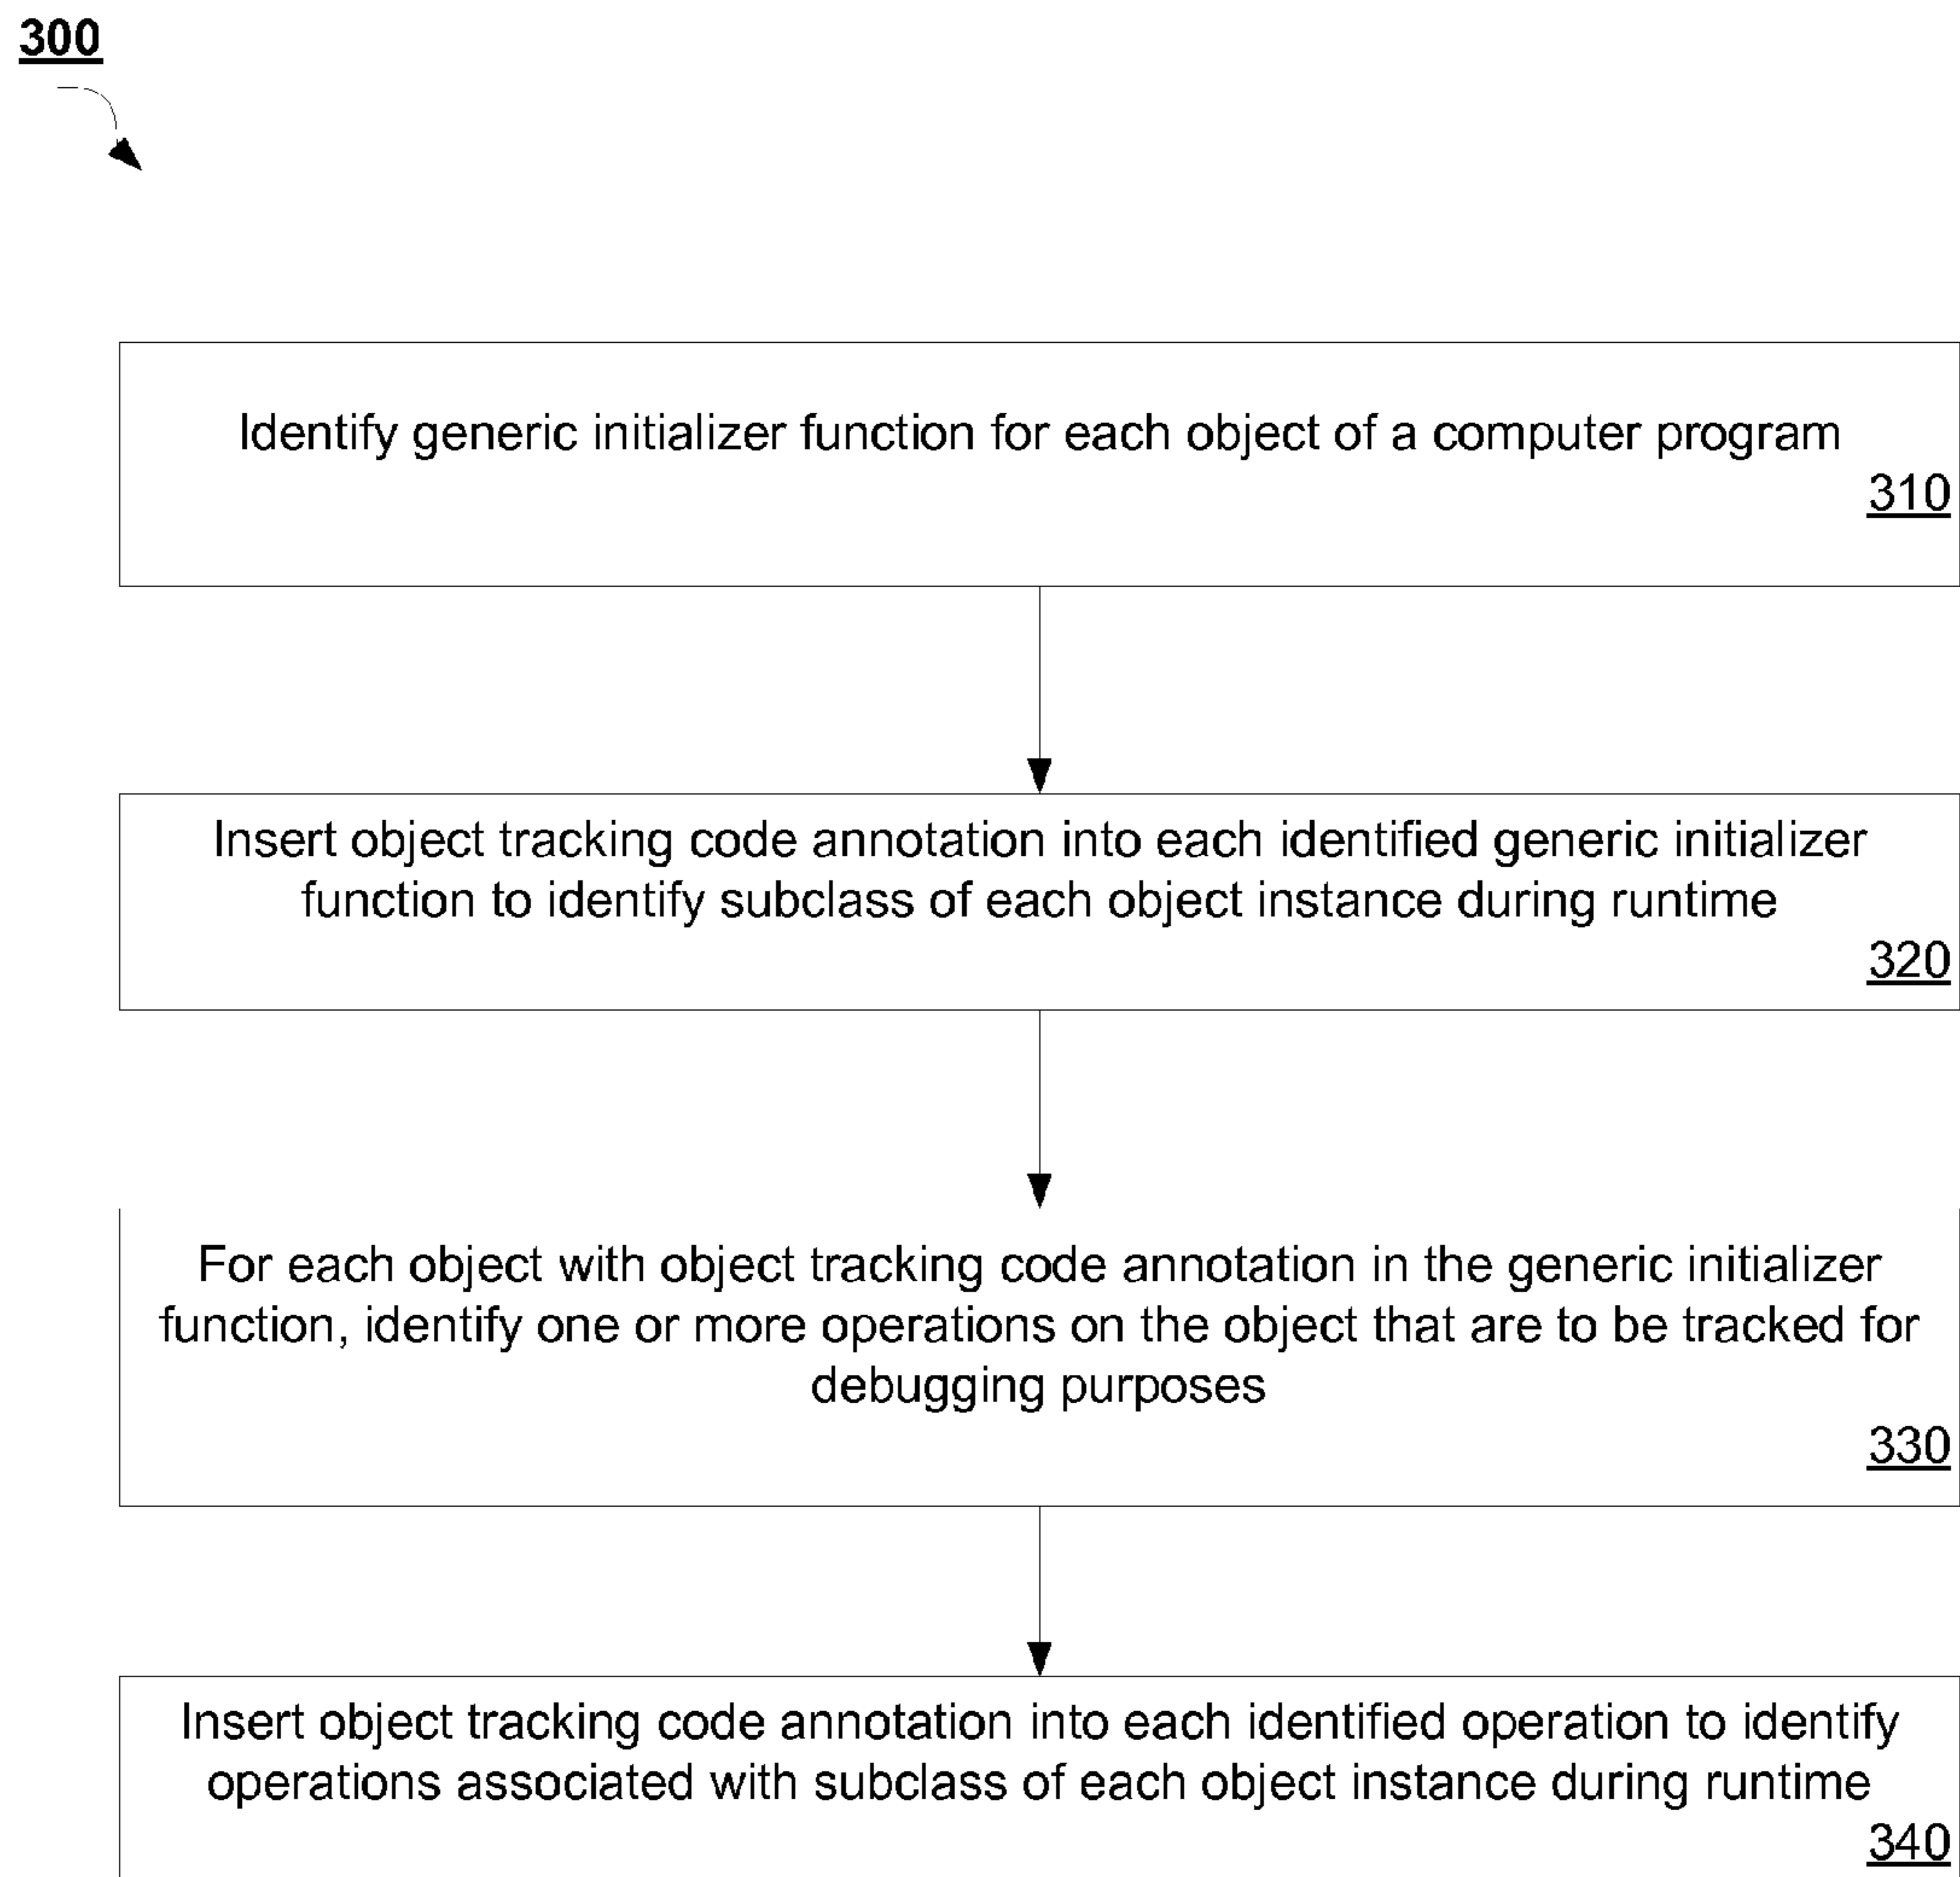 300
Identify generic initializer function for each object of a computer program
310
Insert object tracking code annotation into each identified generic initializer
function to identify subclass of each object instance during runtime
320
For each object with object tracking code annotation in the generic initializer
function, identify one or more operations on the object that are to be tracked for
debugging purposes
330
Insert object tracking code annotation into each identified operation to identify
operations associated with subclass of each object instance during runtime
340